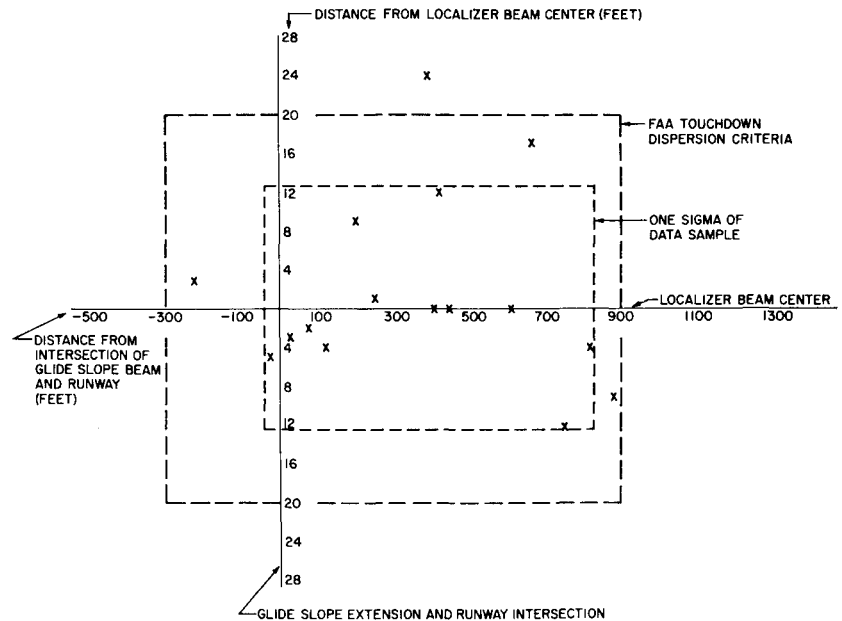 DISTANCE FROM LOCALIZER BEAM CENTER (FEET)
28
24
20
FAA TOUCHDOWN
DISPERSION CRITERIA
16
12
ONE SIGMA OF
DATA SAMPLE
8
4
LOCALIZER BEAM CENTER
-500 -300 -100 100 300 500 700 900 1100 1300
DISTANCE FROM
INTERSECTION OF
GLIDE SLOPE BEAM
AND RUNWAY
(FEET)
4
8
12
16
20
24
28
GLIDE SLOPE EXTENSION AND RUNWAY INTERSECTION